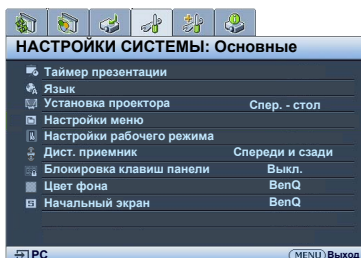 НАСТРОЙКИ СИСТЕМЫ: Основные
Таймер презентации
Язык
Установка проектора Спер. - стол
Настройки меню
Настройки рабочего режима
Дист. приемник Спереди и сзади
Блокировка клавиш панели Выкл.
Цвет фона BenQ
Начальный экран BenQ
PC MENU Выход